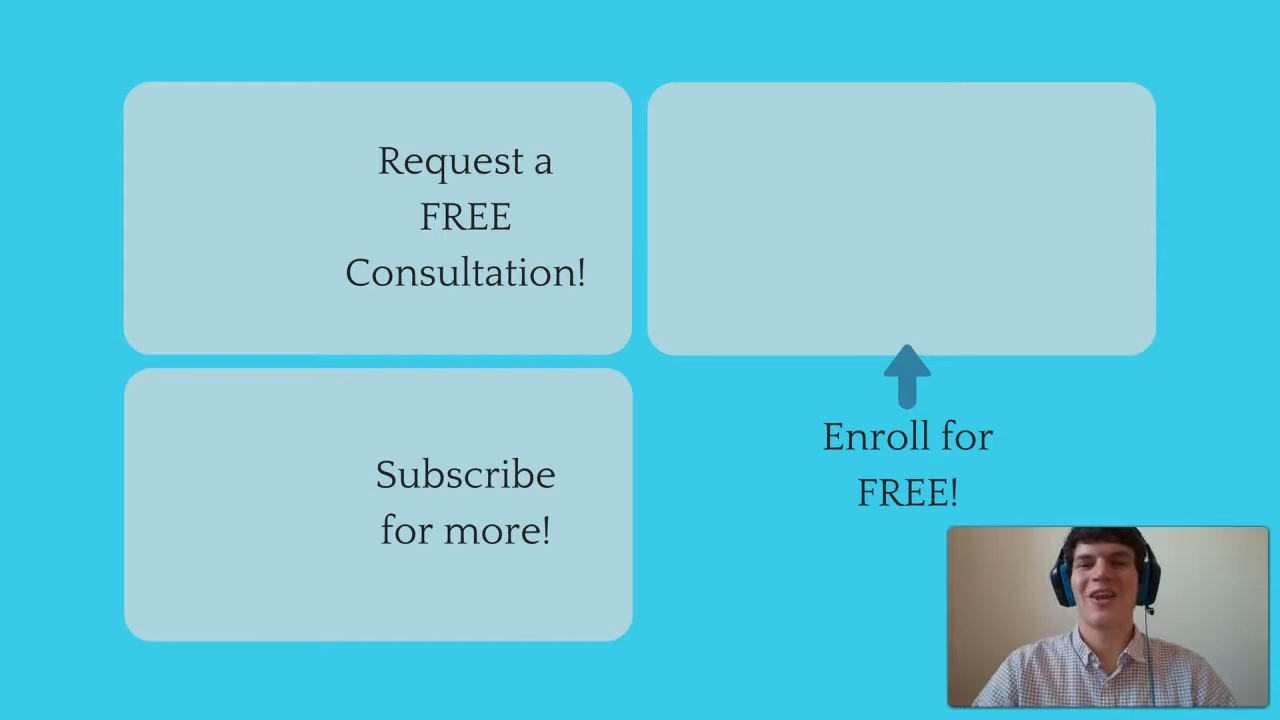 Request a
FREE
Consultation!
Subscribe
for more!
Enroll for
FREE!